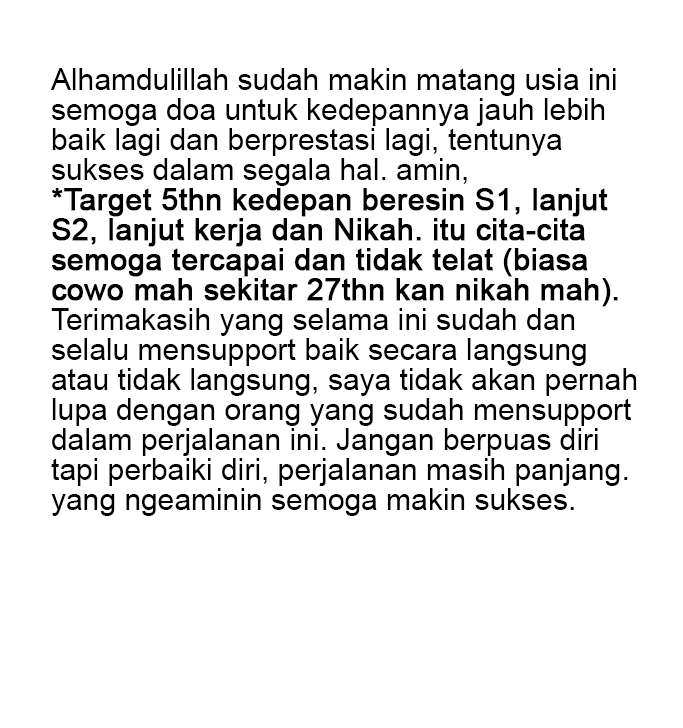 Alhamdulillah sudah makin matang usia ini
semoga doa untuk kedepannya jauh lebih
baik lagi dan berprestasi lagi, tentunya
sukses dalam segala hal. amin,
*Target 5thn kedepan beresin S1, lanjut
S2, lanjut kerja dan Nikah. itu cita-cita
semoga tercapai dan tidak telat (biasa
cowo mah sekitar 27thn kan nikah mah).
Terimakasih yang selama ini sudah dan
selalu mensupport baik secara langsung
atau tidak langsung, saya tidak akan pernah
lupa dengan orang yang sudah mensupport
dalam perjalanan ini. Jangan berpuas diri
tapi perbaiki diri, perjalanan masih panjang.
yang ngeaminin semoga makin sukses.